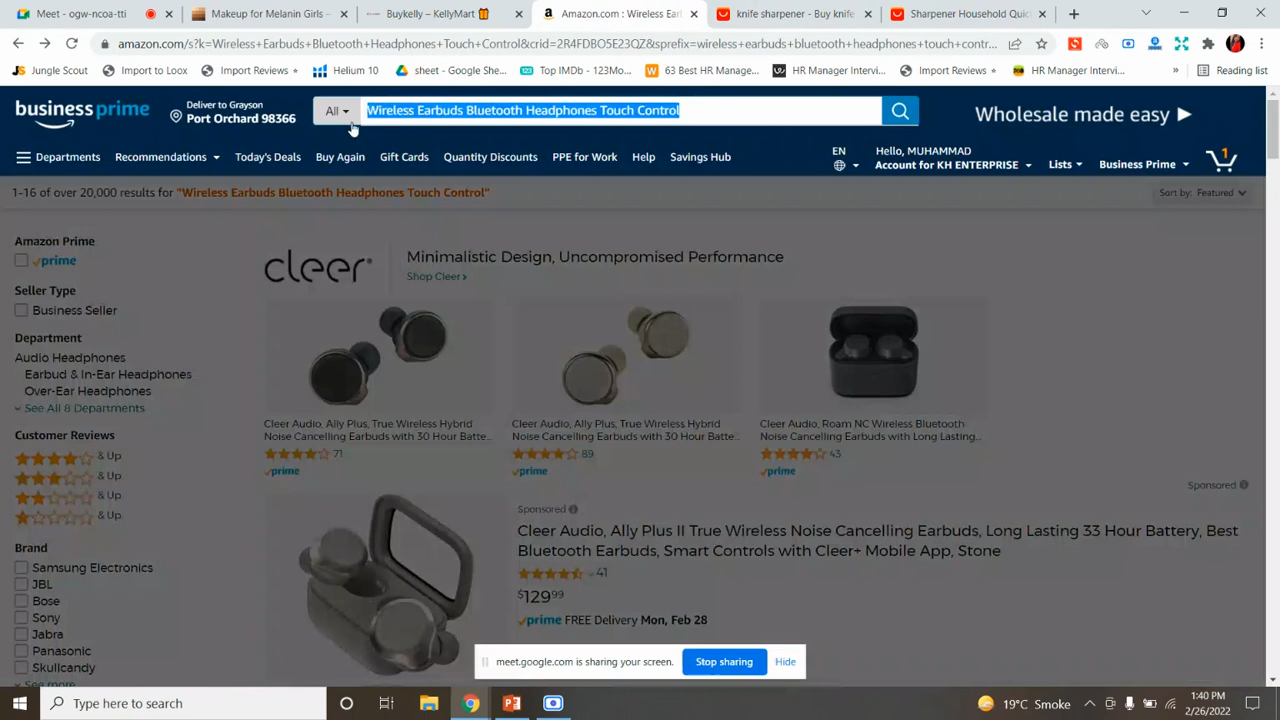 Meet - ogw-ncoa-tti
Makeup for Melanin Girls –
Buykelly – KellyMart
Amazon.com : Wireless Earl
knife sharpener - Buy knife
Sharpener Household Quic
amazon.com/s?k=Wireless+Earbuds+Bluetooth+Headphones+Touch+Control&crid=2R4FDBO5E23QZ&sprefix=wireless+earbuds+bluetooth+headphones+touch+contr...
Jungle Scout
Import to Loox
Import Reviews
Helium 10
sheet - Google She...
Top IMDb - 123Mo...
63 Best HR Manage...
HR Manager Intervi...
Import Reviews
HR Manager Intervi...
»
Reading list
business prime
Deliver to Grayson
Port Orchard 98366
All
Wireless Earbuds Bluetooth Headphones Touch Control
Wholesale made easy ▶
Departments
Recommendations
Today's Deals
Buy Again
Gift Cards
Quantity Discounts
PPE for Work
Help
Savings Hub
EN
Hello, MUHAMMAD
Account for KH ENTERPRISE
Lists
Business Prime
1
1-16 of over 20,000 results for "Wireless Earbuds Bluetooth Headphones Touch Control"
Sort by: Featured
Amazon Prime
prime
Seller Type
Business Seller
Department
Audio Headphones
Earbud & In-Ear Headphones
Over-Ear Headphones
See All 8 Departments
Customer Reviews
& Up
& Up
& Up
& Up
Brand
Samsung Electronics
JBL
Bose
Sony
Jabra
Panasonic
Skullcandy
See more
cleer
Minimalistic Design, Uncompromised Performance
Shop Cleer ›
Cleer Audio, Ally Plus, True Wireless Hybrid
Noise Cancelling Earbuds with 30 Hour Batte...
71
prime
Cleer Audio, Ally Plus, True Wireless Hybrid
Noise Cancelling Earbuds with 30 Hour Batte...
89
prime
Cleer Audio, Roam NC Wireless Bluetooth
Noise Cancelling Earbuds with Long Lasting...
43
prime
Sponsored
Sponsored
Cleer Audio, Ally Plus II True Wireless Noise Cancelling Earbuds, Long Lasting 33 Hour Battery, Best
Bluetooth Earbuds, Smart Controls with Cleer+ Mobile App, Stone
41
$129.99
prime FREE Delivery Mon, Feb 28
meet.google.com is sharing your screen.
Stop sharing
Hide
Type here to search
19°C Smoke
1:40 PM
2/26/2022